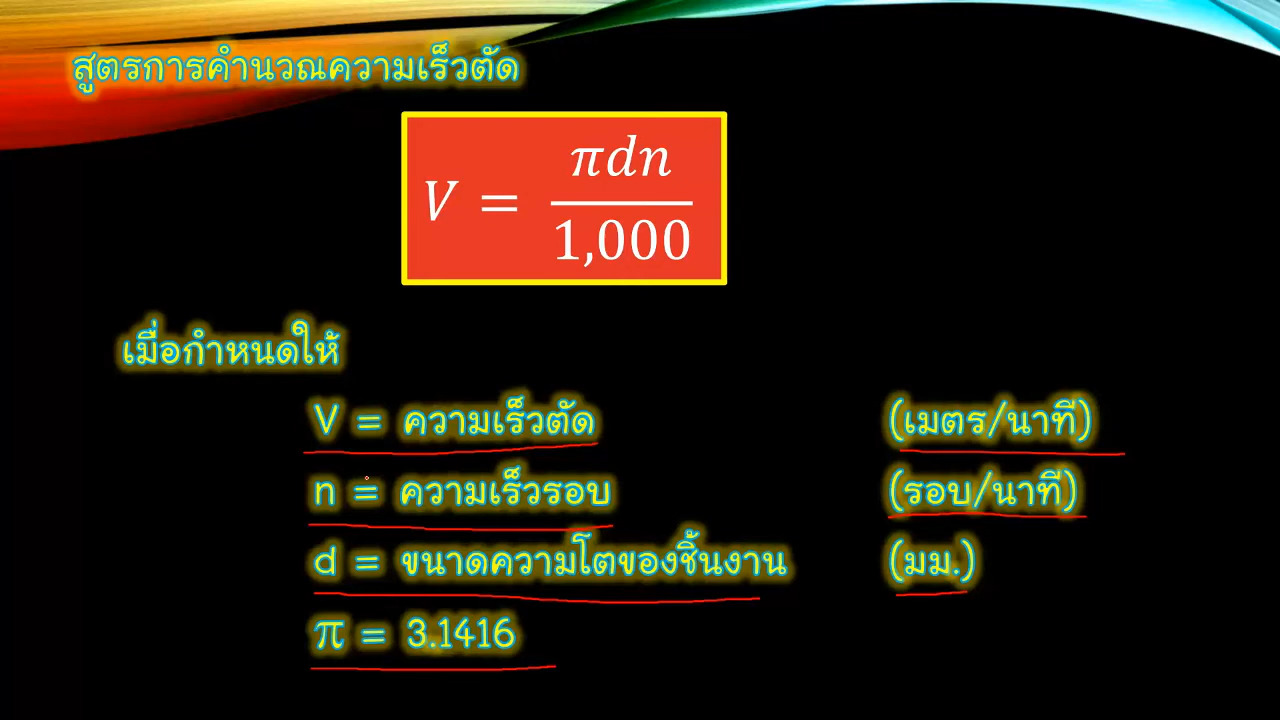 สูตรการคำนวณความเร็วตัด
V = πdn / 1,000
เมื่อกำหนดให้
V = ความเร็วตัด (เมตร/นาที)
n = ความเร็วรอบ (รอบ/นาที)
d = ขนาดความโตของชิ้นงาน (มม.)
π = 3.1416